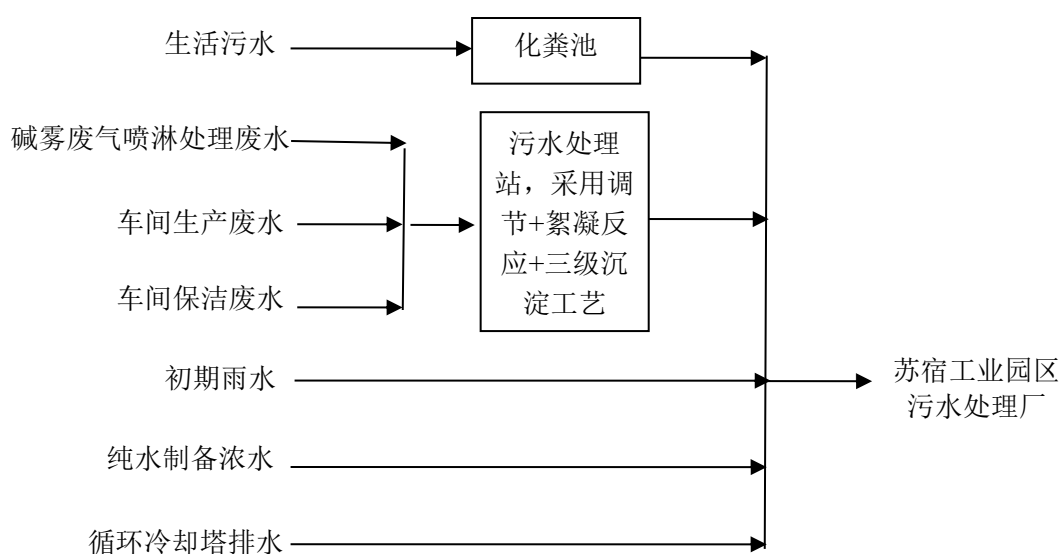 生活污水
化粪池
碱雾废气喷淋处理废水
车间生产废水
车间保洁废水
污水处理
站，采用调
节+絮凝反
应+三级沉
淀工艺
初期雨水
苏宿工业园区
污水处理厂
纯水制备浓水
循环冷却塔排水